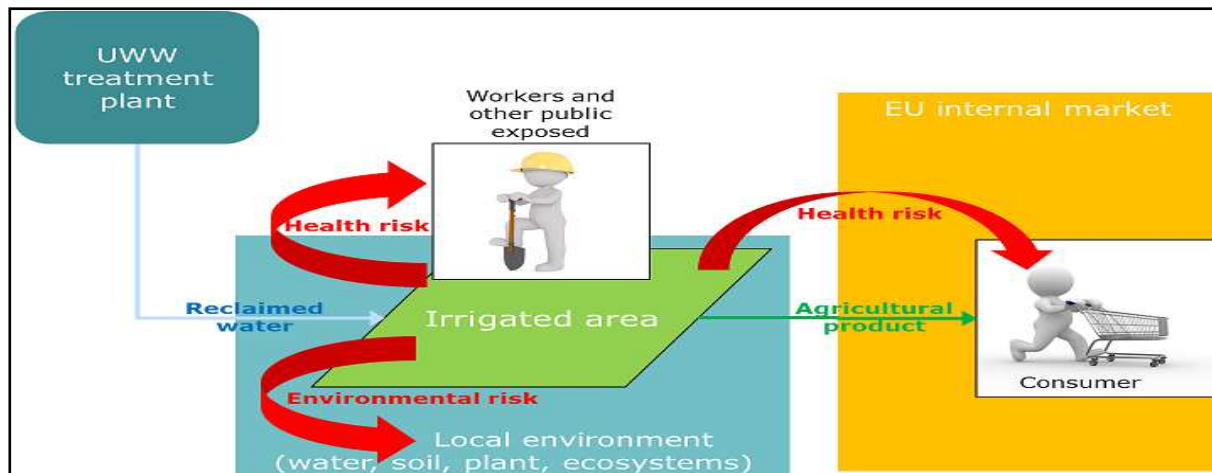 UWW
treatment
plant
Workers and
other public
exposed
EU internal market
Health risk
Health risk
Reclaimed
water
Irrigated area
Agricultural
product
Consumer
Environmental risk
Local environment
(water, soil, plant, ecosystems)